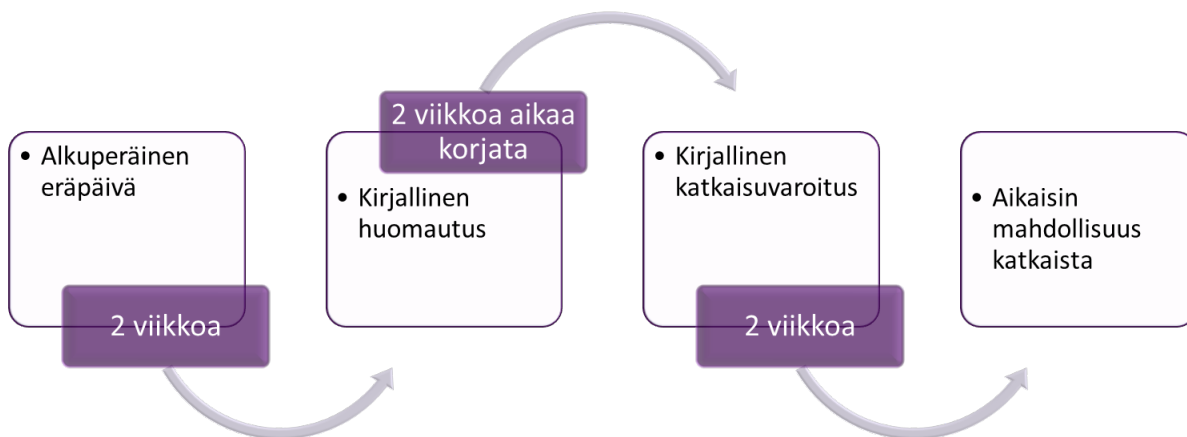 • Alkuperäinen
eräpäivä
2 viikkoa
2 viikkoa aikaa
korjata
• Kirjallinen
huomautus
• Kirjallinen
katkaisuvaroitus
2 viikkoa
• Aikaisin
mahdollisuus
katkaista